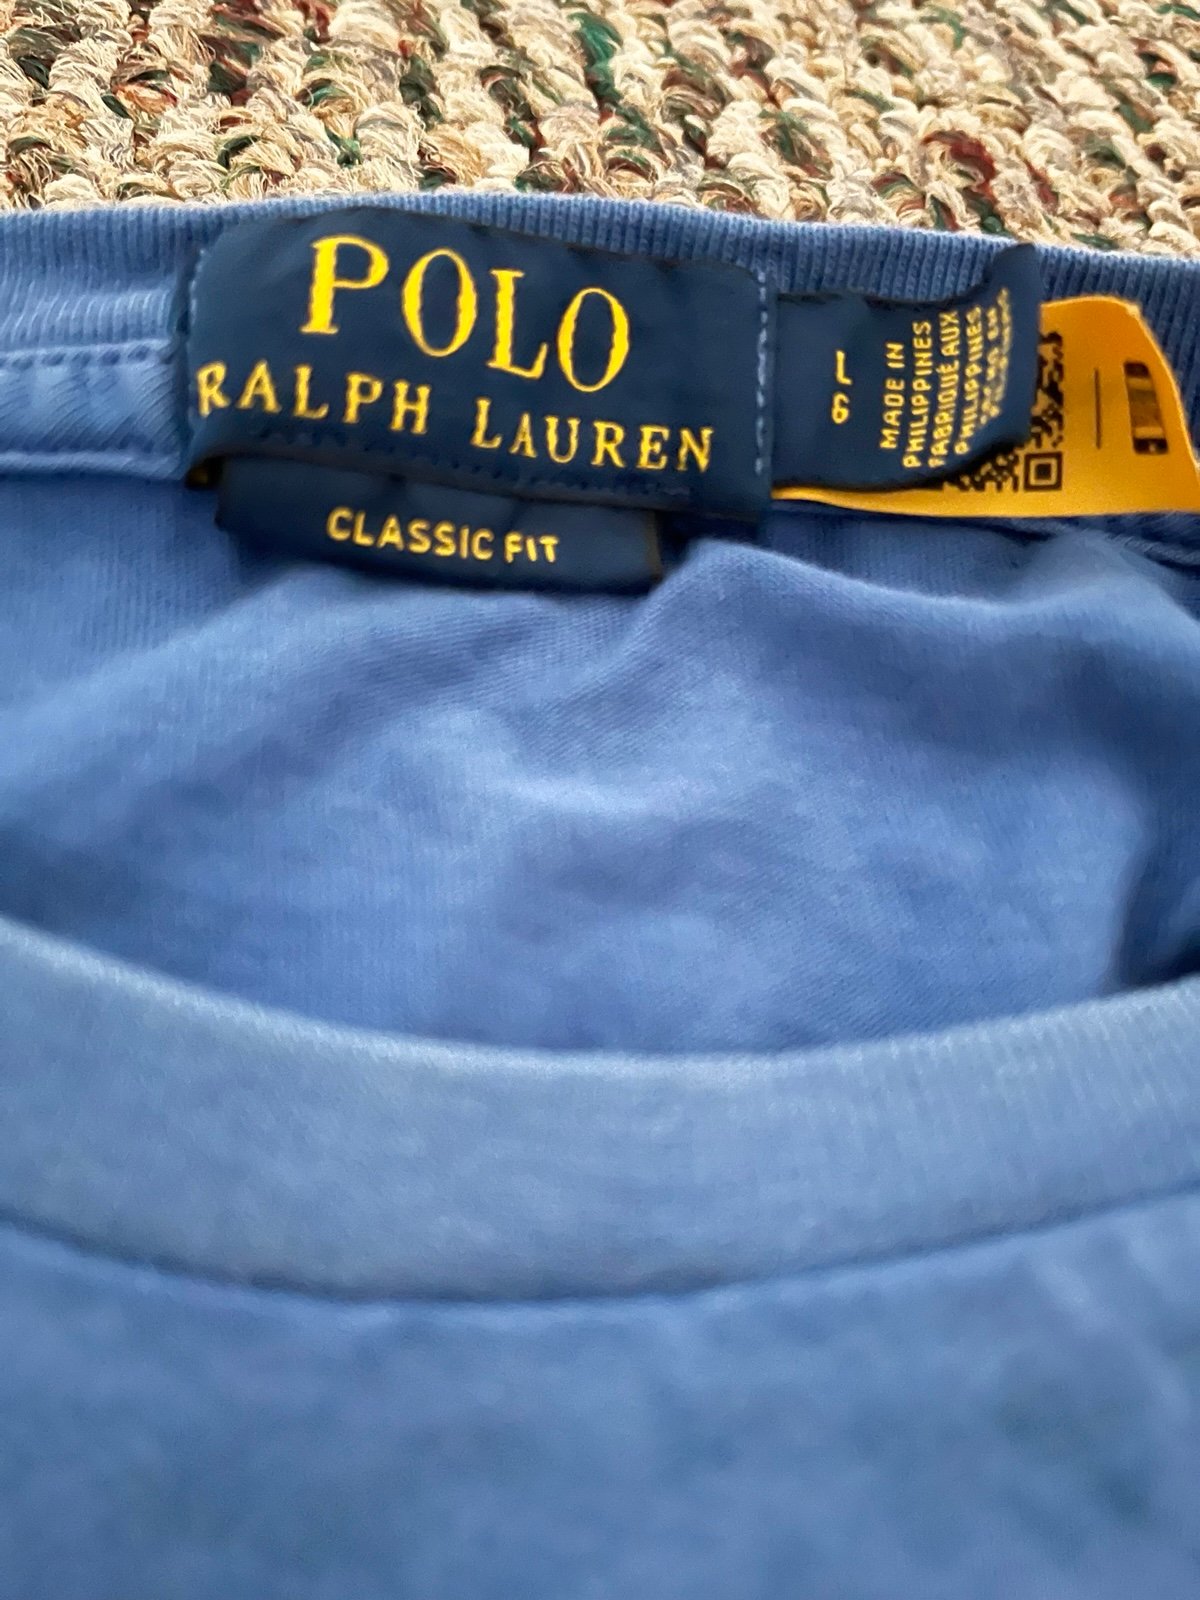 POLO
RALPH LAUREN
CLASSIC FIT
L
G
MADE IN
PHILIPPINES
FABRIQUÉ AUX
PHILIPPINES